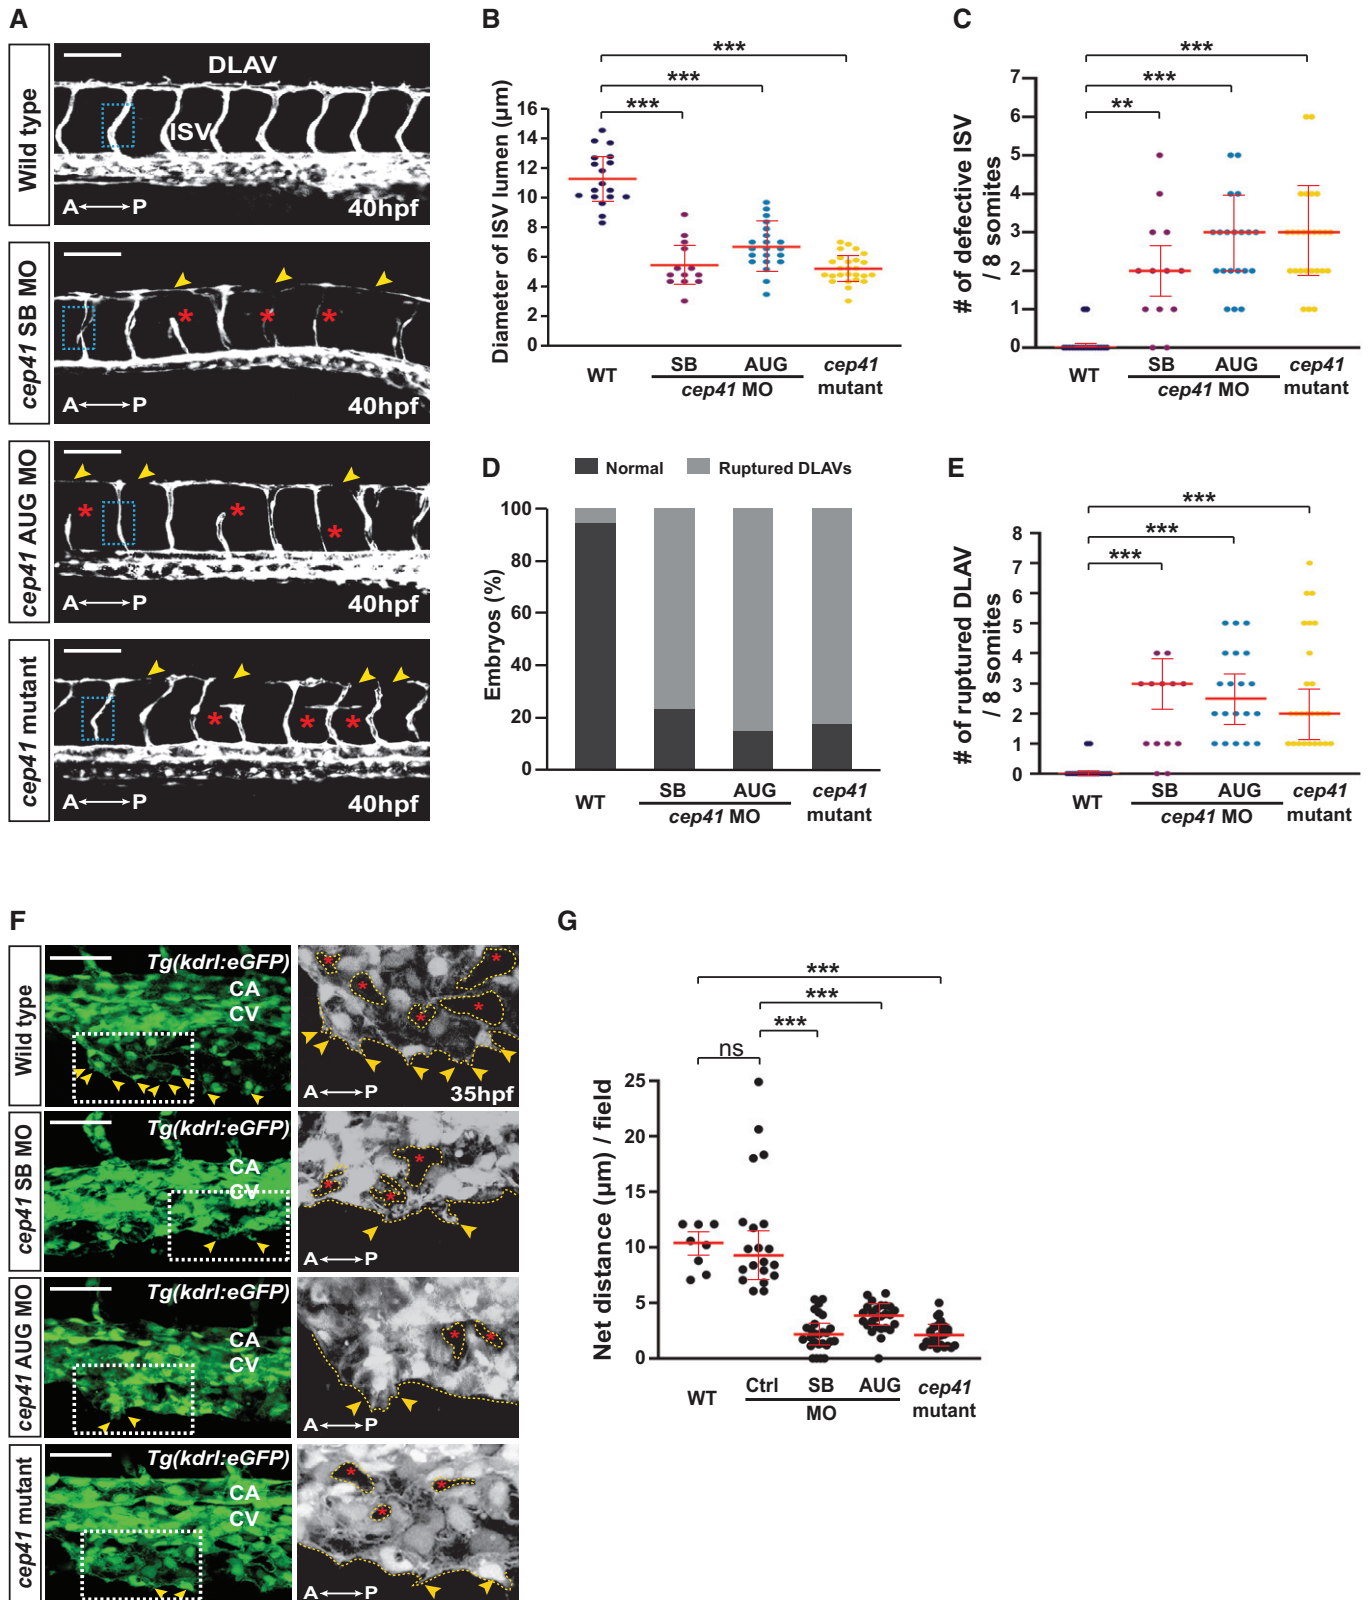 A
Wild type
DLAV
ISV
A P
40hpf
cep41 SB MO
A P
40hpf
cep41 AUG MO
A P
40hpf
cep41 mutant
A P
40hpf
B
***
***
***
Diameter of ISV lumen (µm)
16
14
12
10
8
6
4
2
0
WT
SB
AUG
cep41 MO
cep41
mutant
C
***
***
**
# of defective ISV
/ 8 somites
7
6
5
4
3
2
1
0
WT
SB
AUG
cep41 MO
cep41
mutant
D
Normal
Ruptured DLAVs
Embryos (%)
100
80
60
40
20
0
WT
SB
AUG
cep41 MO
cep41
mutant
E
***
***
***
# of ruptured DLAV
/ 8 somites
8
7
6
5
4
3
2
1
0
WT
SB
AUG
cep41 MO
cep41
mutant
F
Wild type
Tg(kdrl:eGFP)
CA
CV
A P
35hpf
cep41 SB MO
Tg(kdrl:eGFP)
CA
CV
A P
cep41 AUG MO
Tg(kdrl:eGFP)
CA
CV
A P
cep41 mutant
Tg(kdrl:eGFP)
CA
CV
A P
G
***
***
***
ns
Net distance (µm) / field
25
20
15
10
5
0
WT
Ctrl
SB
AUG
MO
cep41
mutant